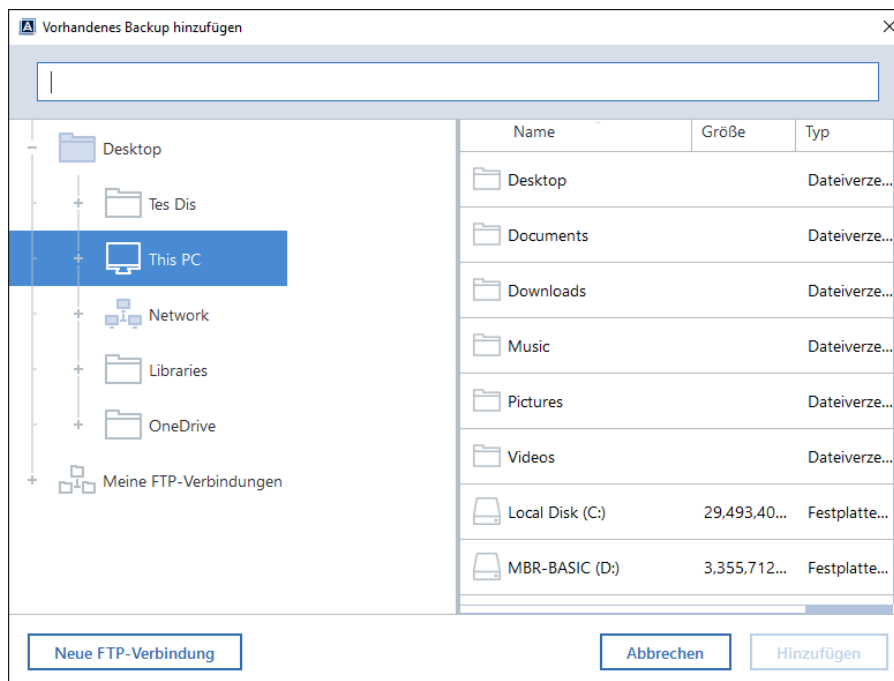 Vorhandenes Backup hinzufügen
Desktop
Tes Dis
This PC
Network
Libraries
OneDrive
Meine FTP-Verbindungen
Name Größe Typ
Desktop Dateiverze...
Documents Dateiverze...
Downloads Dateiverze...
Music Dateiverze...
Pictures Dateiverze...
Videos Dateiverze...
Local Disk (C:) 29,493,40... Festplatte...
MBR-BASIC (D:) 3,355,712... Festplatte...
Neue FTP-Verbindung Abbrechen Hinzufügen